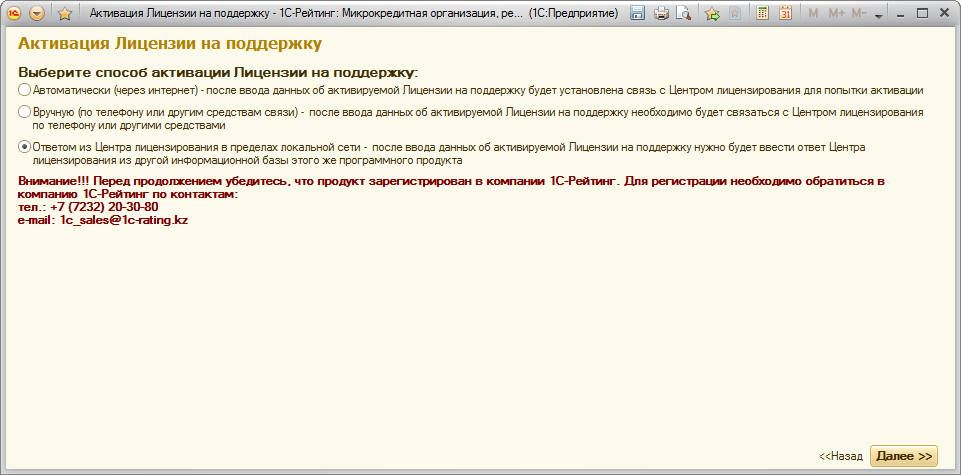 Активация Лицензии на поддержку - 1С-Рейтинг: Микрокредитная организация, ре... (1С:Предприятие)
M M+ M-
31
Активация Лицензии на поддержку
Выберите способ активации Лицензии на поддержку:
Автоматически (через интернет) - после ввода данных об активируемой Лицензии на поддержку будет установлена связь с Центром лицензирования для попытки активации
Вручную (по телефону или другим средствам связи) - после ввода данных об активируемой Лицензии на поддержку необходимо будет связаться с Центром лицензирования
по телефону или другими средствами
Ответом из Центра лицензирования в пределах локальной сети - после ввода данных об активируемой Лицензии на поддержку нужно будет ввести ответ Центра
лицензирования из другой информационной базы этого же программного продукта
Внимание!!! Перед продолжением убедитесь, что продукт зарегистрирован в компании 1С-Рейтинг. Для регистрации необходимо обратиться в
компанию 1С-Рейтинг по контактам:
тел.: +7 (7232) 20-30-80
e-mail: 1c_sales@1c-rating.kz
<<Назад Далее >>